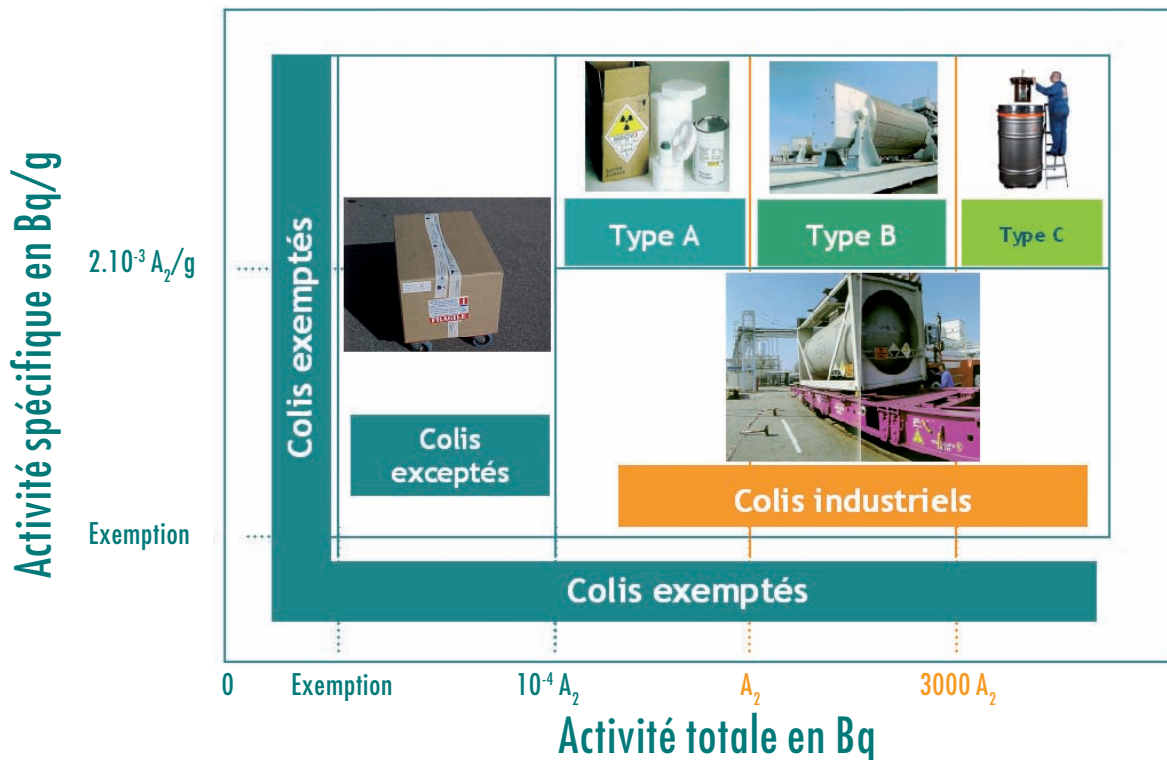 Activité spécifique en Bq/g
2.10-3 A2/g
Exemption
Colis exemptés
Colis
exceptés
FRAGILE
Type A
Type B
Type C
Colis industriels
Colis exemptés
0
Exemption
10-4 A2
A2
3000 A2
Activité totale en Bq